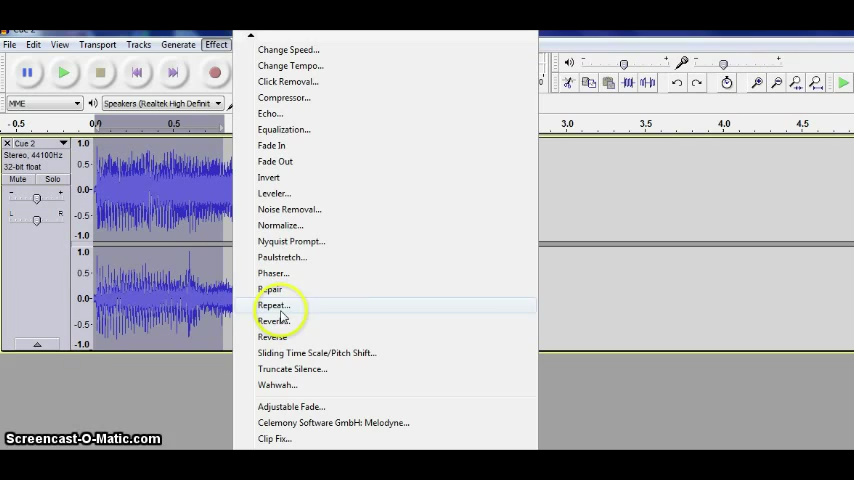 Cue 2
File Edit View Transport Tracks Generate Effect
MME Speakers (Realtek High Definit
- 0.5 0.0 0.5 3.0 3.5 4.0 4.5
Cue 2
Stereo, 44100Hz
32-bit float
Mute Solo
- +
L R
1.0
0.5
0.0
-0.5
-1.0
1.0
0.5
0.0
-0.5
-1.0
Change Speed...
Change Tempo...
Click Removal...
Compressor...
Echo...
Equalization...
Fade In
Fade Out
Invert
Leveler...
Noise Removal...
Normalize...
Nyquist Prompt...
Paulstretch...
Phaser...
Repair
Repeat...
Reverb...
Reverse
Sliding Time Scale/Pitch Shift...
Truncate Silence...
Wahwah...
Adjustable Fade...
Celemony Software GmbH: Melodyne...
Clip Fix...
Screencast-O-Matic.com